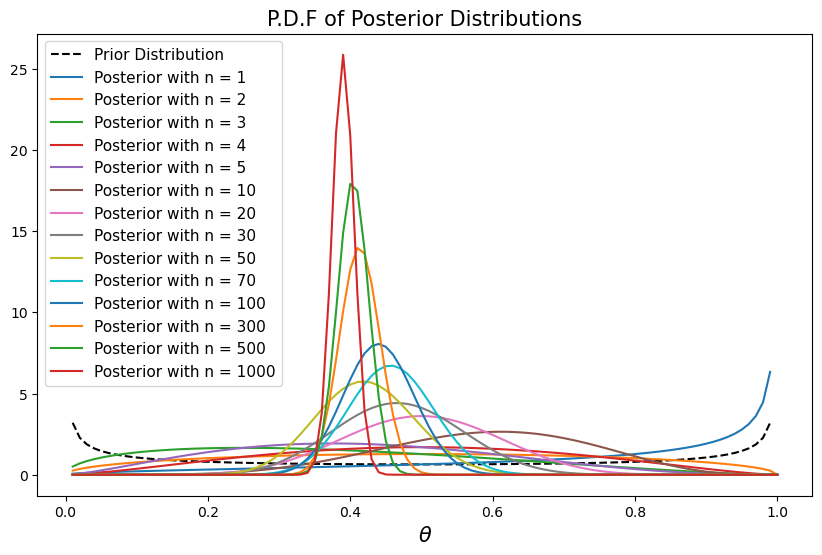 P.D.F of Posterior Distributions
Prior Distribution
Posterior with n = 1
Posterior with n = 2
Posterior with n = 3
Posterior with n = 4
Posterior with n = 5
Posterior with n = 10
Posterior with n = 20
Posterior with n = 30
Posterior with n = 50
Posterior with n = 70
Posterior with n = 100
Posterior with n = 300
Posterior with n = 500
Posterior with n = 1000
25
20
15
10
5
0
0.0 0.2 0.4 0.6 0.8 1.0
θ